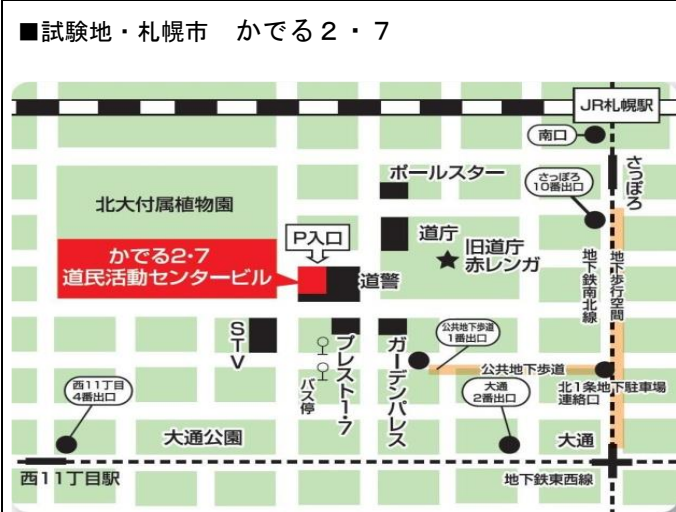 ■試験地・札幌市　かでる２・７
JR札幌駅
南口
ポールスター
さっぽろ
10番出口
さっぽろ
北大付属植物園
P入口
道庁
旧道庁
赤レンガ
かでる2・7
道民活動センタービル
道警
地下鉄南北線
地下歩行空間
STV
バス停
プレスト1・7
ガーデンパレス
公共地下歩道
1番出口
公共地下歩道
北1条地下駐車場
連絡口
西11丁目
4番出口
大通
2番出口
大通公園
大通
西11丁目駅
地下鉄東西線